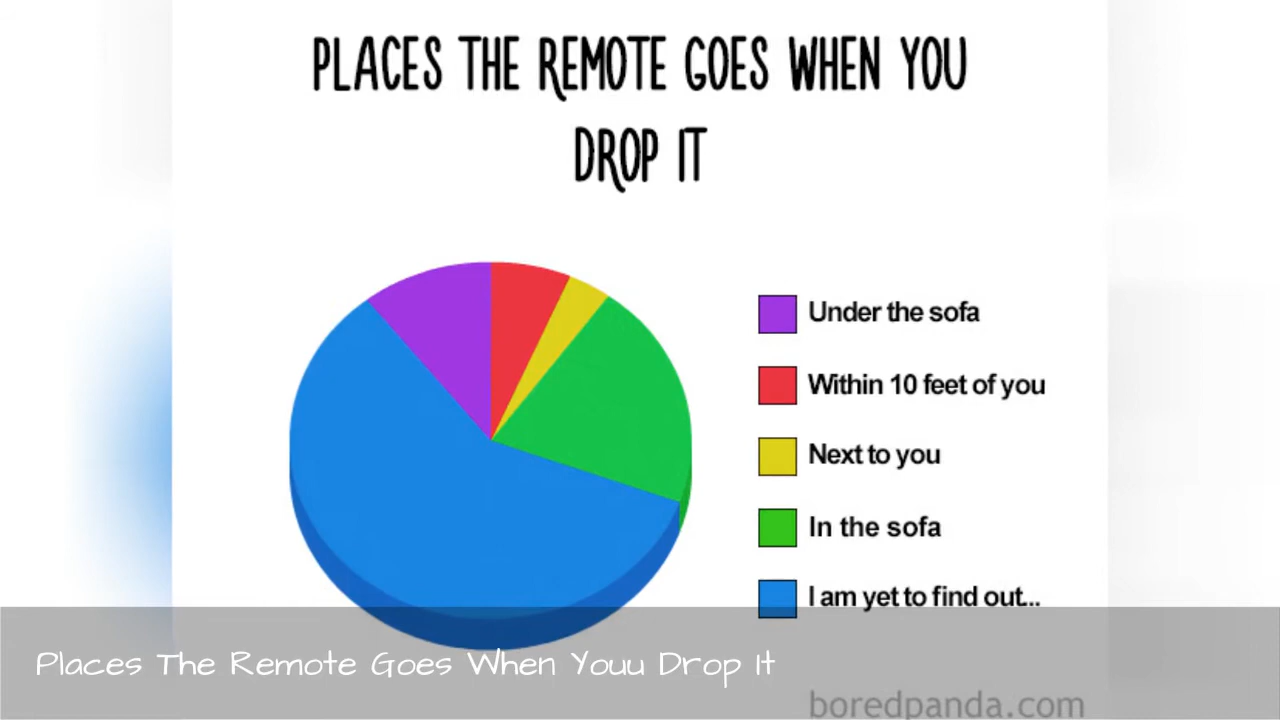 PLACES THE REMOTE GOES WHEN YOU
DROP IT
Under the sofa
Within 10 feet of you
Next to you
In the sofa
I am yet to find out...
Places The Remote Goes When Youu Drop It
boredpanda.com